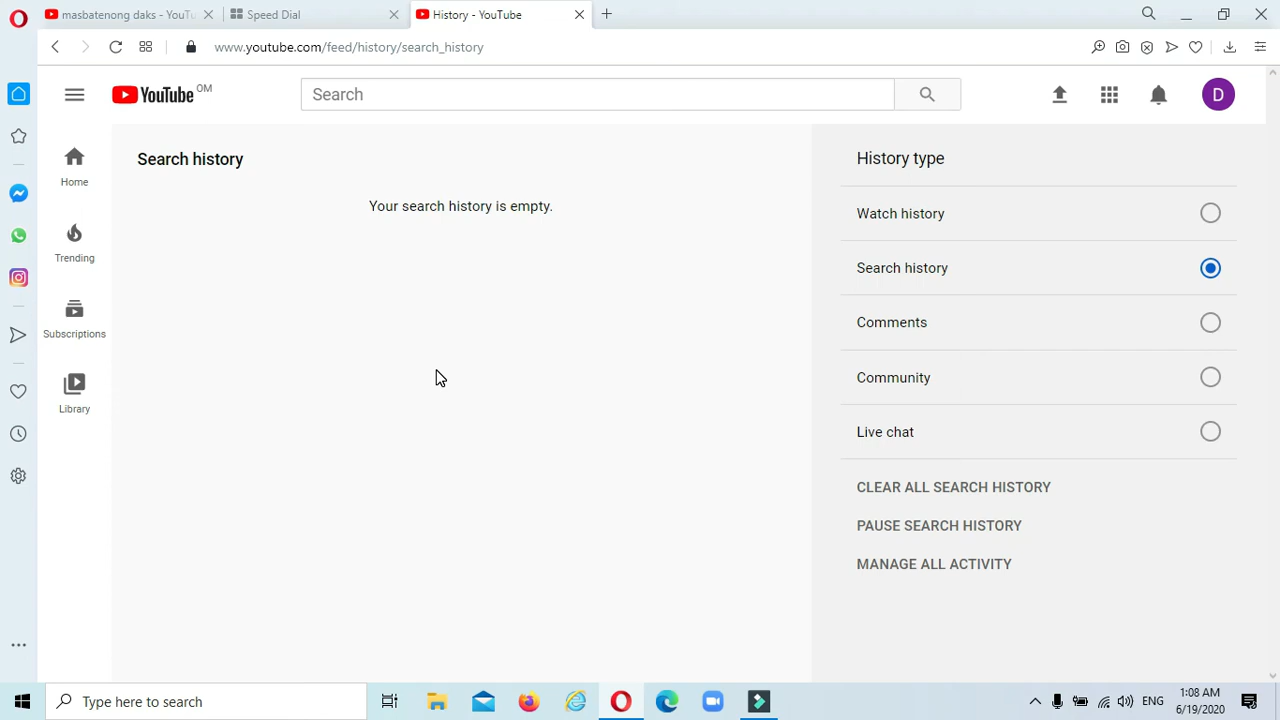 masbatenong daks - YouTu
Speed Dial
History - YouTube
www.youtube.com/feed/history/search_history
YouTube OM
Search
D
Home
Trending
Subscriptions
Library
Search history
Your search history is empty.
History type
Watch history
Search history
Comments
Community
Live chat
CLEAR ALL SEARCH HISTORY
PAUSE SEARCH HISTORY
MANAGE ALL ACTIVITY
Type here to search
ENG
1:08 AM
6/19/2020